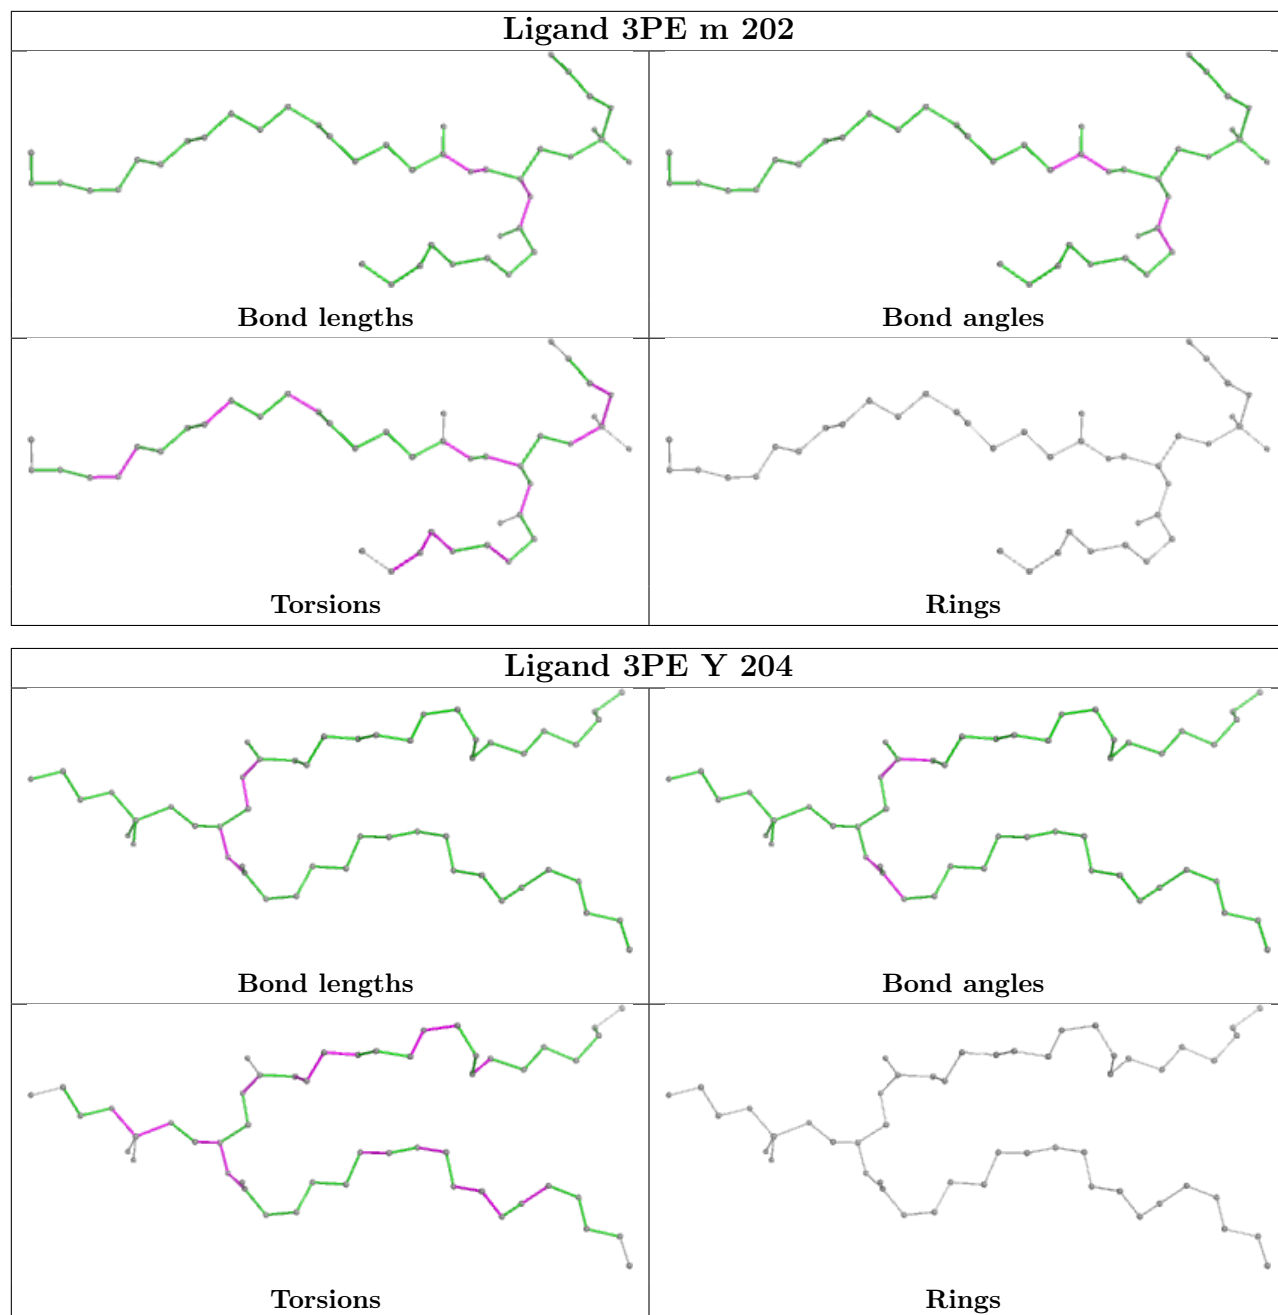 Ligand 3PE m 202
Bond lengths
Bond angles
Torsions
Rings
Ligand 3PE Y 204
Bond lengths
Bond angles
Torsions
Rings